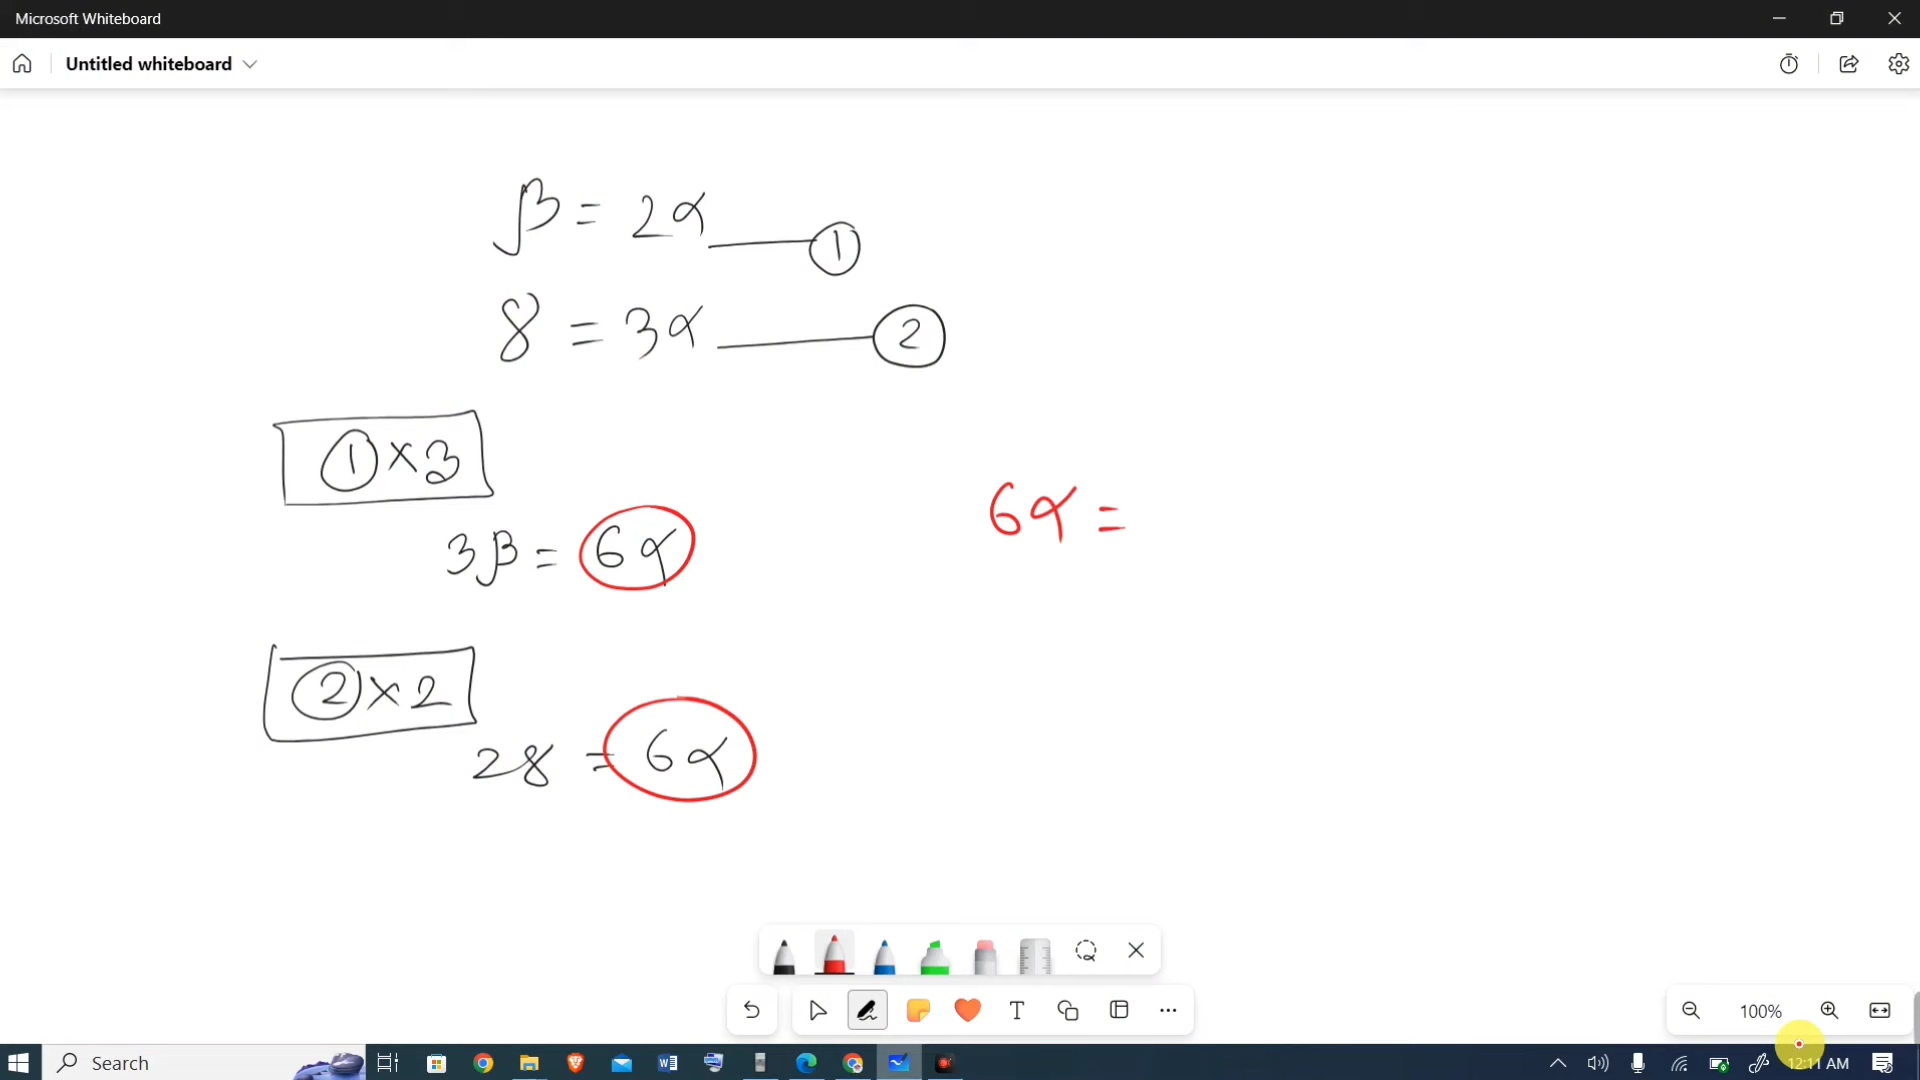 Microsoft Whiteboard
Untitled whiteboard
β = 2α ——— ①
γ = 3α ——— ②
① × 3
3β = 6α
6α =
② × 2
2γ = 6α
100%
Search
12:11 AM